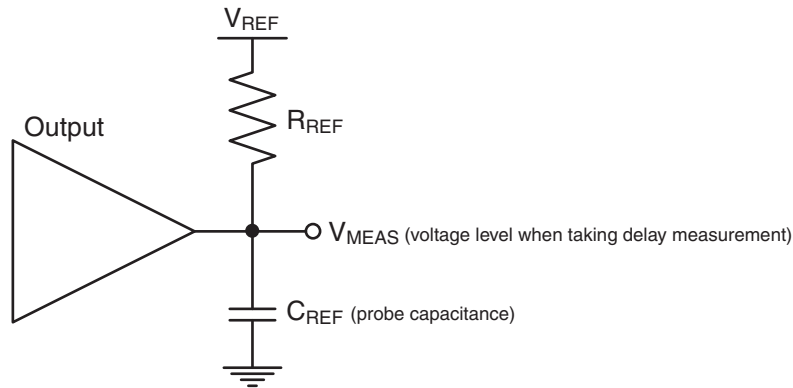 VREF
RREF
Output
VMEAS (voltage level when taking delay measurement)
CREF (probe capacitance)